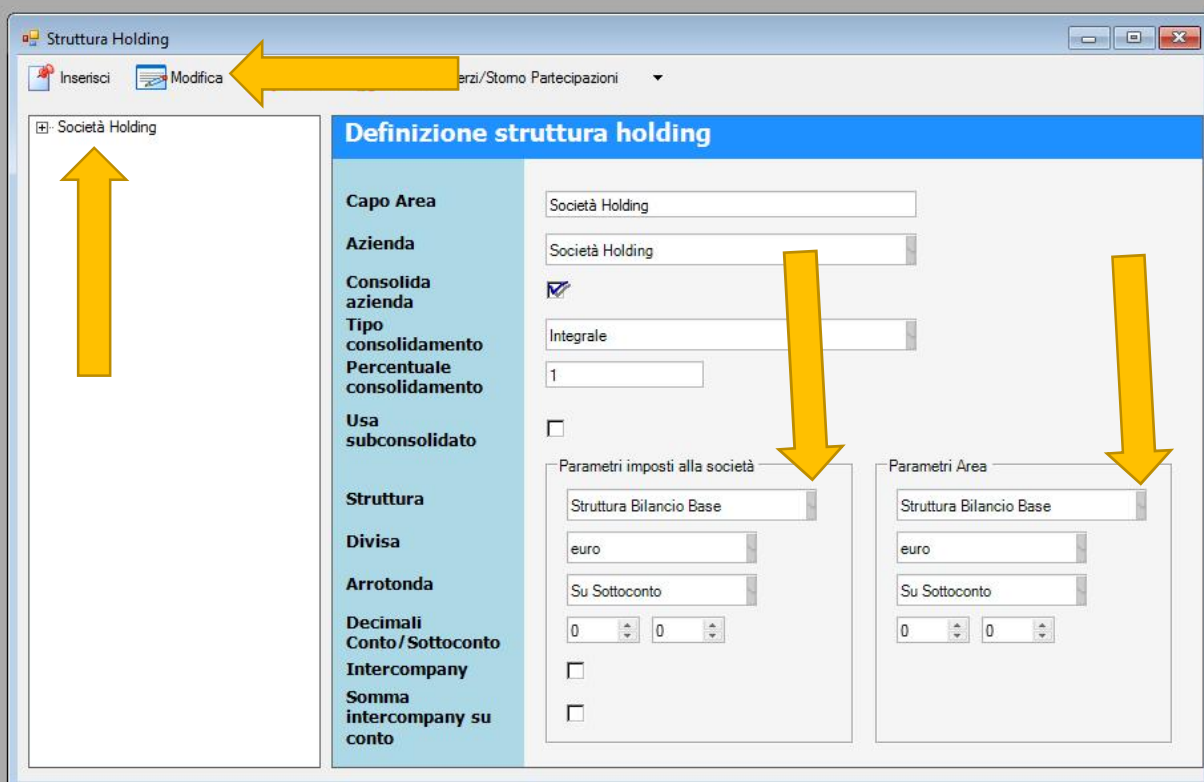 Struttura Holding
Inserisci Modifica erzi/Storno Partecipazioni
Società Holding
Definizione struttura holding
Capo Area Società Holding
Azienda Società Holding
Consolida
azienda
Tipo
consolidamento Integrale
Percentuale
consolidamento 1
Usa
subconsolidato
Parametri imposti alla società Parametri Area
Struttura Struttura Bilancio Base Struttura Bilancio Base
Divisa euro euro
Arrotonda Su Sottoconto Su Sottoconto
Decimali
Conto/Sottoconto 0 0 0 0
Intercompany
Somma
intercompany su
conto